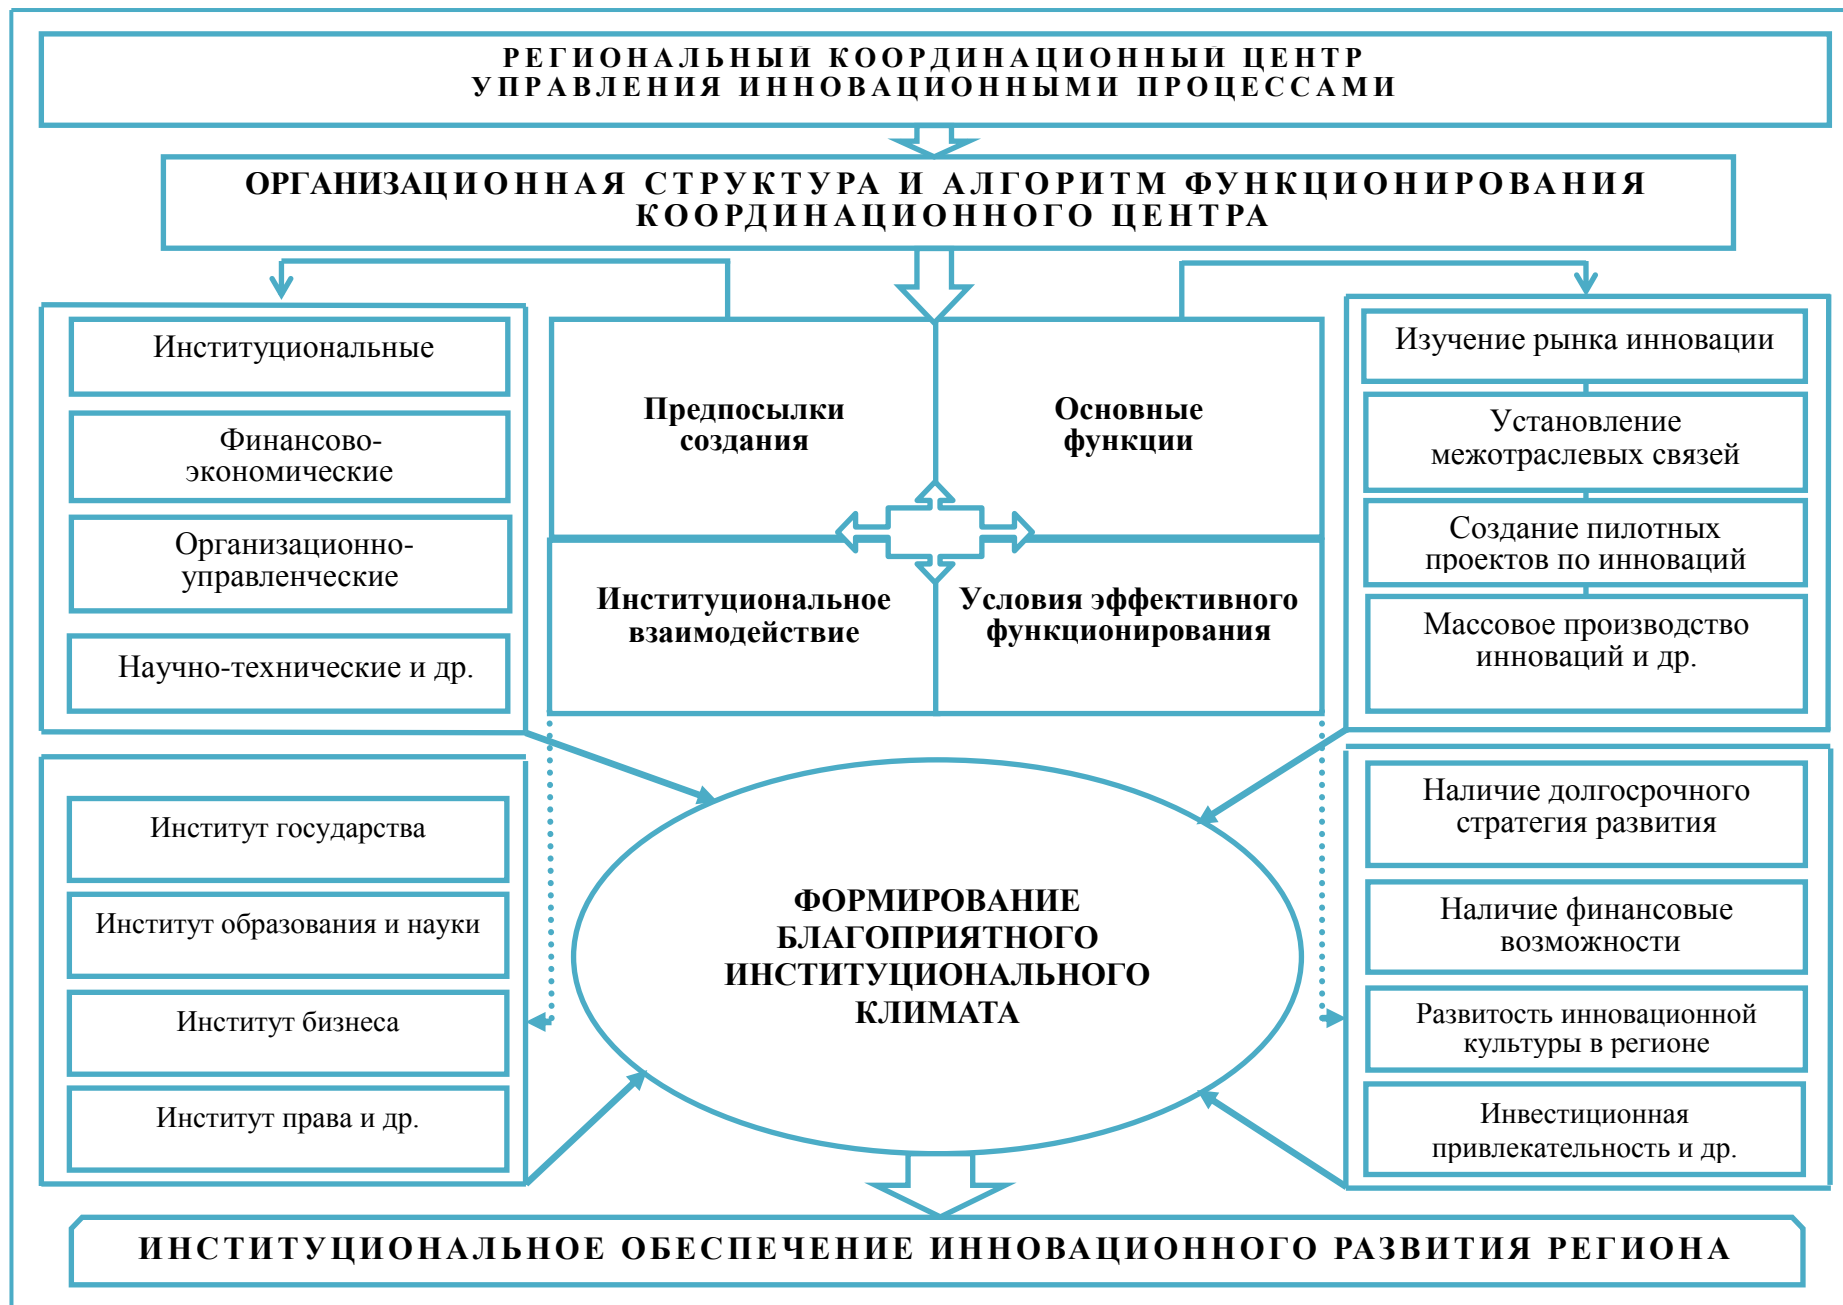 РЕГИОНАЛЬНЫЙ КООРДИНАЦИОННЫЙ ЦЕНТР
УПРАВЛЕНИЯ ИННОВАЦИОННЫМИ ПРОЦЕССАМИ
ОРГАНИЗАЦИОННАЯ СТРУКТУРА И АЛГОРИТМ ФУНКЦИОНИРОВАНИЯ
КООРДИНАЦИОННОГО ЦЕНТРА
Институциональные
Финансово-
экономические
Организационно-
управленческие
Научно-технические и др.
Предпосылки
создания
Основные
функции
Институциональное
взаимодействие
Условия эффективного
функционирования
Изучение рынка инновации
Установление
межотраслевых связей
Создание пилотных
проектов по инноваций
Массовое производство
инноваций и др.
Институт государства
Институт образования и науки
Институт бизнеса
Институт права и др.
ФОРМИРОВАНИЕ
БЛАГОПРИЯТНОГО
ИНСТИТУЦИОНАЛЬНОГО
КЛИМАТА
Наличие долгосрочного
стратегия развития
Наличие финансовые
возможности
Развитость инновационной
культуры в регионе
Инвестиционная
привлекательность и др.
ИНСТИТУЦИОНАЛЬНОЕ ОБЕСПЕЧЕНИЕ ИННОВАЦИОННОГО РАЗВИТИЯ РЕГИОНА